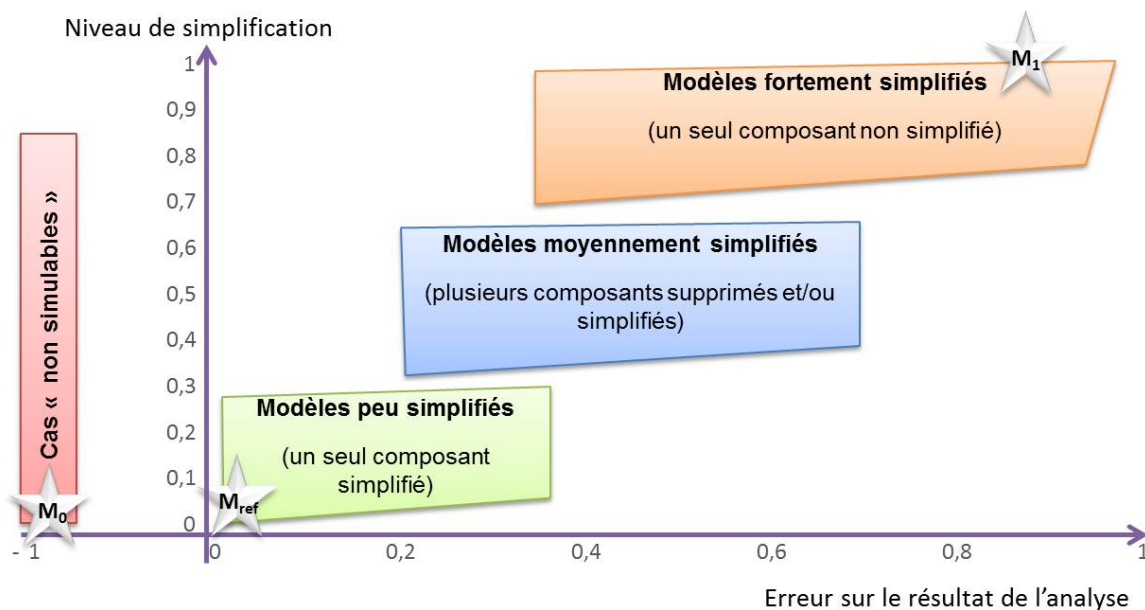 Niveau de simplification
1
0,9
0,8
0,7
0,6
0,5
0,4
0,3
0,2
0,1
0
Cas « non simulables »
M0
Mref
M1
Modèles fortement simplifiés
(un seul composant non simplifié)
Modèles moyennement simplifiés
(plusieurs composants supprimés et/ou
simplifiés)
Modèles peu simplifiés
(un seul composant
simplifié)
- 1
0
0,2
0,4
0,6
0,8
1
Erreur sur le résultat de l'analyse